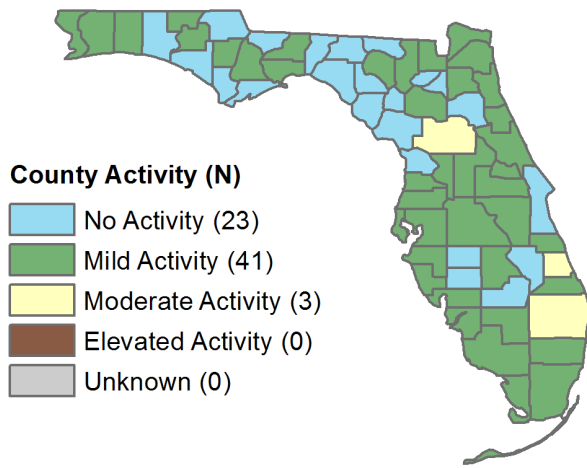 County Activity (N)
No Activity (23)
Mild Activity (41)
Moderate Activity (3)
Elevated Activity (0)
Unknown (0)